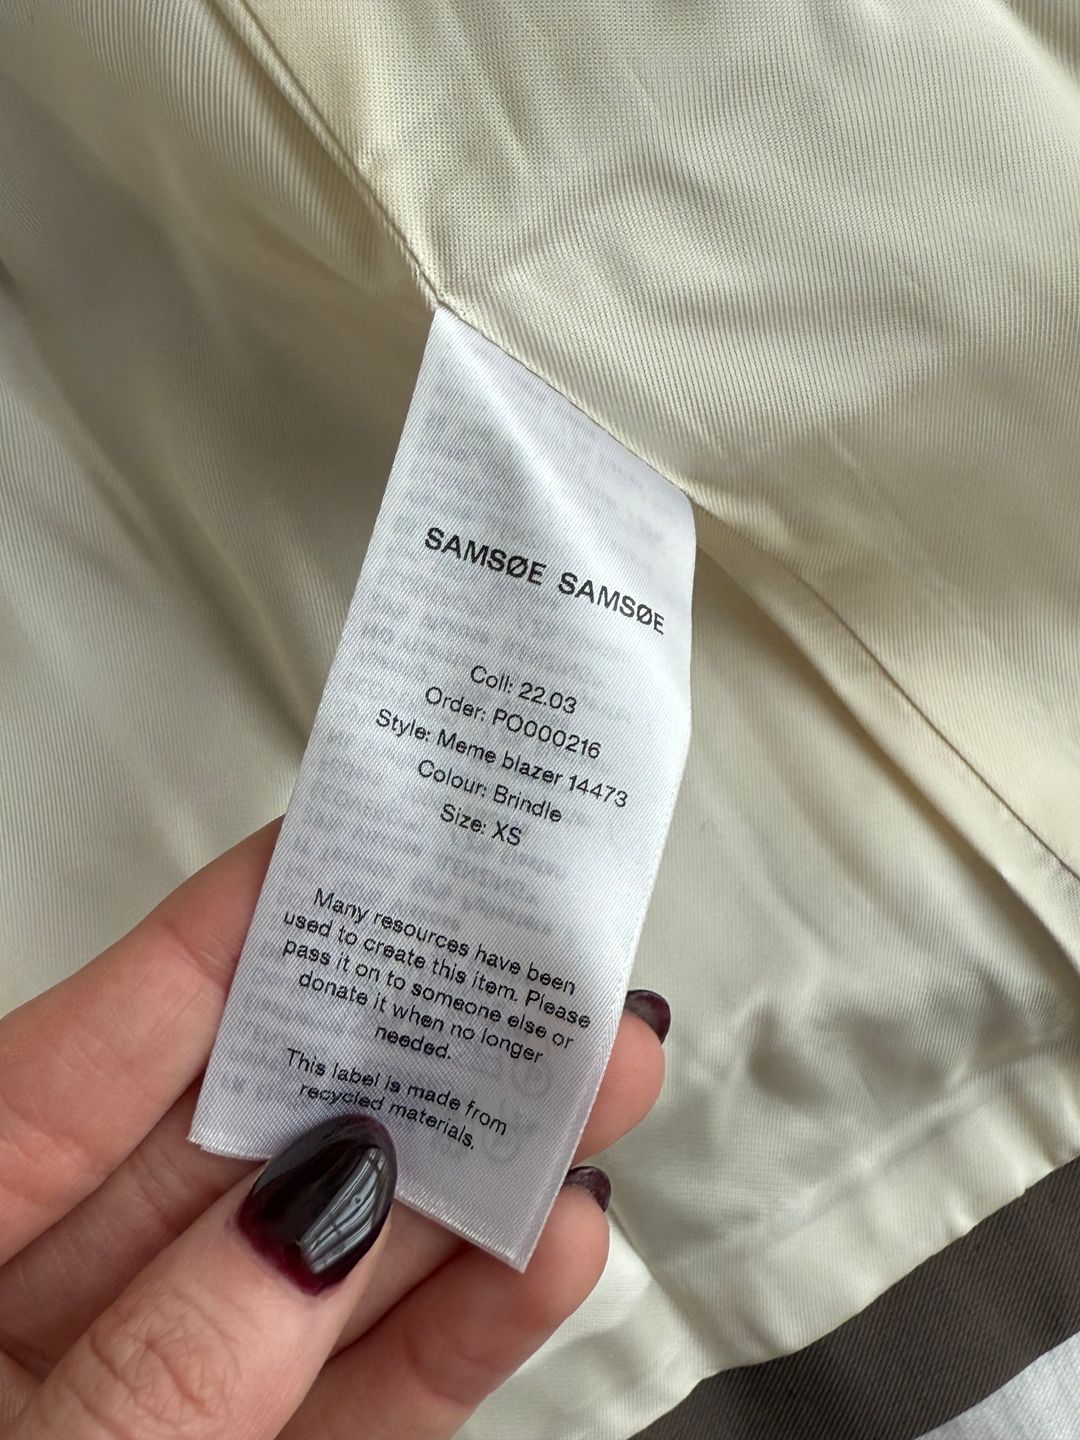 SAMSØE SAMSØE
Coll: 22.03
Order: PO000216
Style: Meme blazer 14473
Colour: Brindle
Size: XS
Many resources have been
used to create this item. Please
pass it on to someone else or
donate it when no longer
needed.
This label is made from
recycled materials.